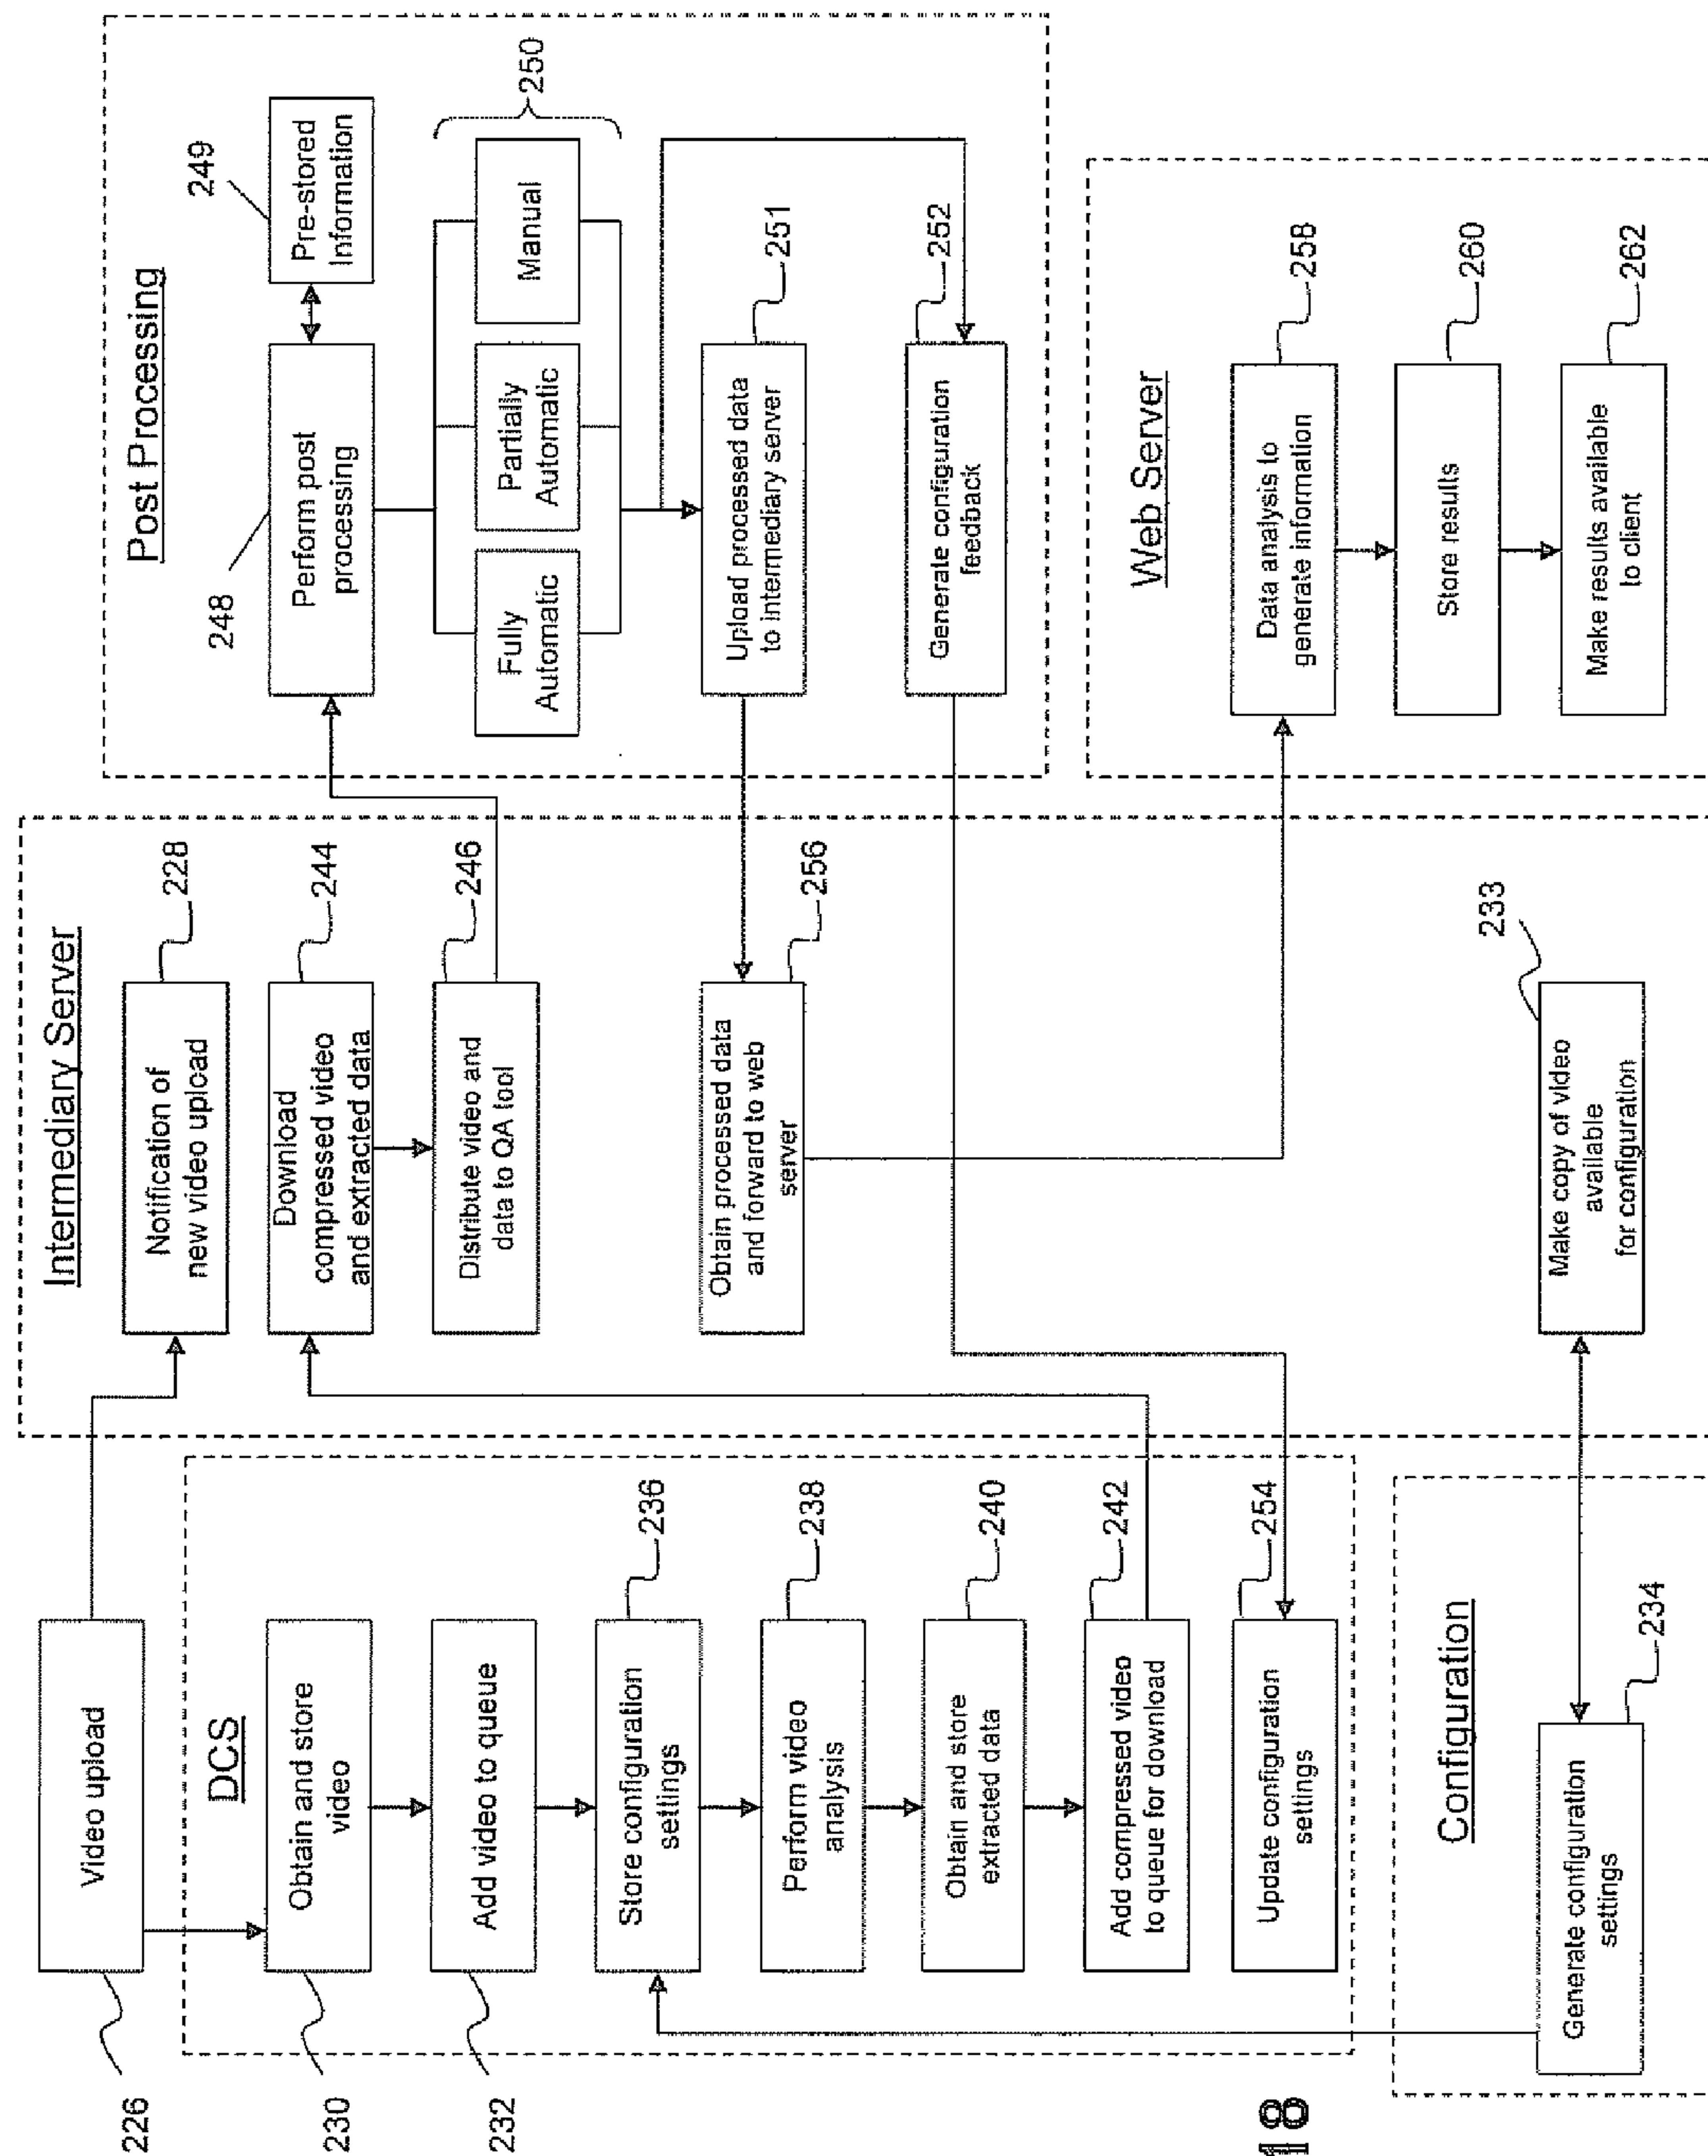 226
Video upload
DCS
230
Obtain and store
video
232
Add video to queue
Store configuration
settings
236
Perform video
analysis
238
Obtain and store
extracted data
240
Add compressed video
to queue for download
242
Update configuration
settings
254
Configuration
Generate configuration
settings
234
Intermediary Server
Notification of
new video upload
228
Download
compressed video
and extracted data
244
Distribute video and
data to QA tool
246
Obtain processed data
and forward to web
server
256
Make copy of video
available
for configuration
233
Post Processing
248
Perform post
processing
249
Pre-stored
Information
Fully
Automatic
Partially
Automatic
Manual
250
Upload processed data
to intermediary server
251
Generate configuration
feedback
252
Web Server
Data analysis to
generate information
258
Store results
260
Make results available
to client
262
18